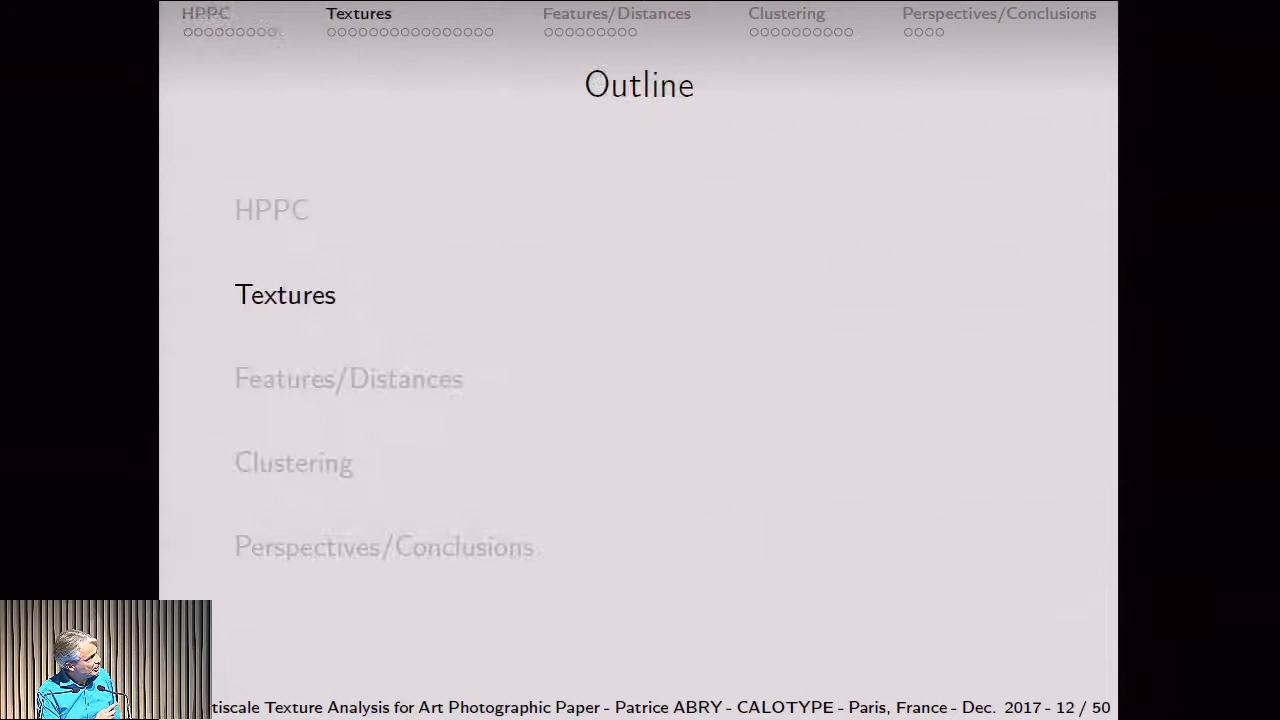 HPPC Textures Features/Distances Clustering Perspectives/Conclusions
Outline
HPPC
Textures
Features/Distances
Clustering
Perspectives/Conclusions
tiscale Texture Analysis for Art Photographic Paper - Patrice ABRY - CALOTYPE - Paris, France - Dec. 2017 - 12 / 50